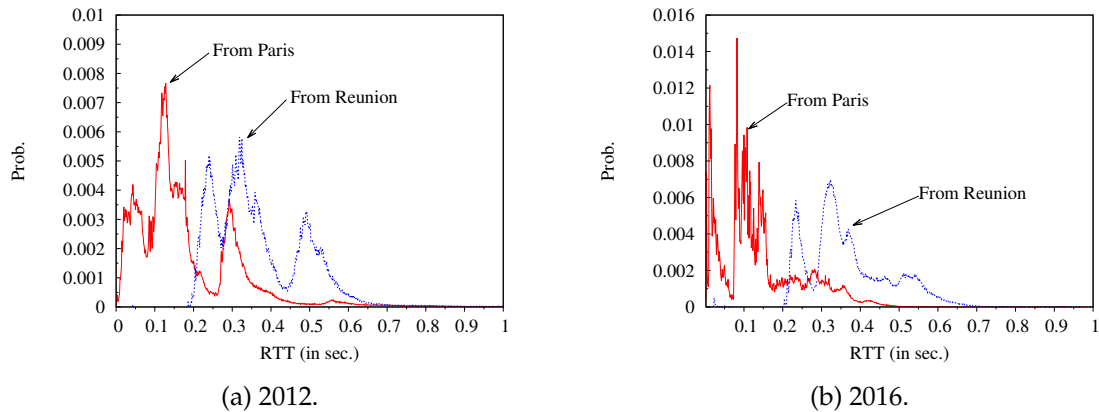 0.01
0.009
0.008
0.007
0.006
0.005
0.004
0.003
0.002
0.001
0
Prob.
From Paris
From Reunion
0 0.1 0.2 0.3 0.4 0.5 0.6 0.7 0.8 0.9 1
RTT (in sec.)
(a) 2012.
0.016
0.014
0.012
0.01
0.008
0.006
0.004
0.002
0
Prob.
From Paris
From Reunion
0.1 0.2 0.3 0.4 0.5 0.6 0.7 0.8 0.9 1
RTT (in sec.)
(b) 2016.